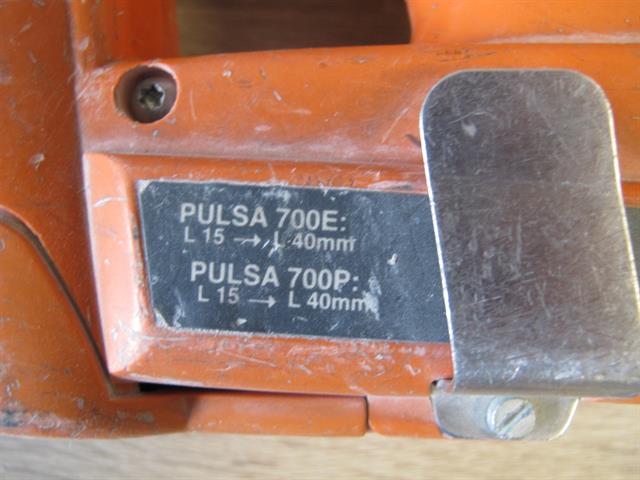 PULSA 700E:
L 15 → L 40mm
PULSA 700P:
L 15 → L 40mm